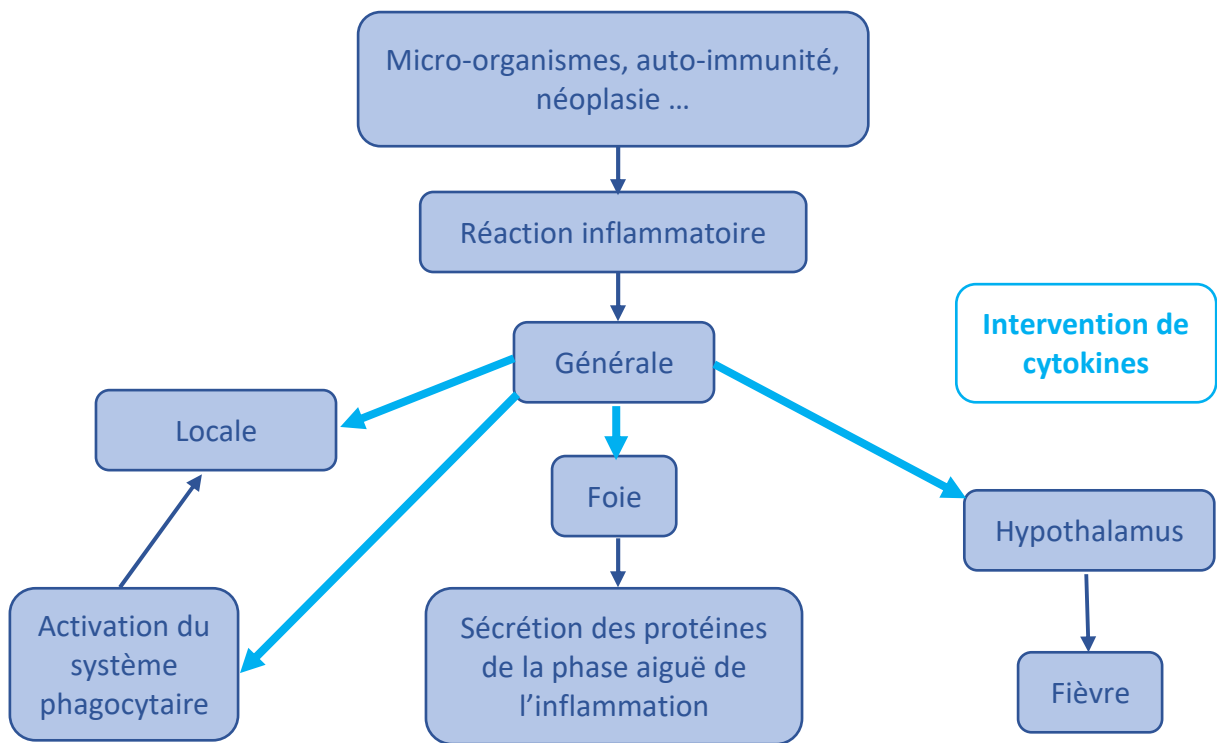 Micro-organismes, auto-immunité,
néoplasie ...
Réaction inflammatoire
Générale
Intervention de
cytokines
Locale
Foie
Hypothalamus
Activation du
système
phagocytaire
Sécrétion des protéines
de la phase aiguë de
l’inflammation
Fièvre